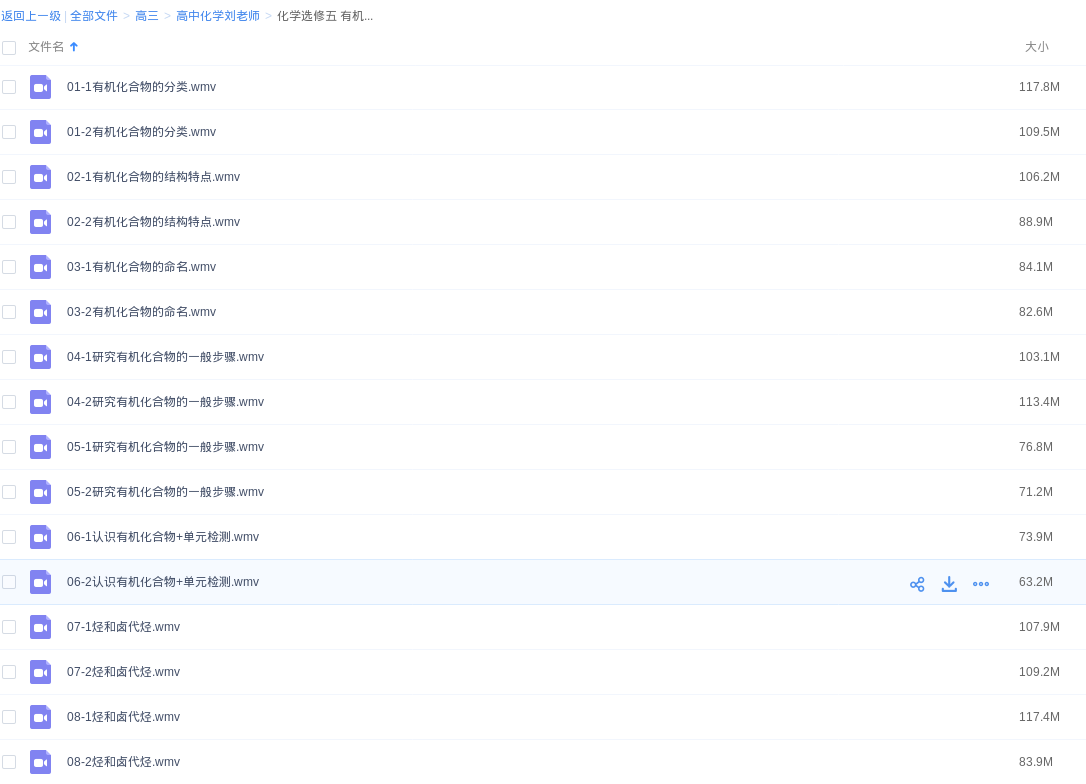 返回上一级 | 全部文件 > 高三 > 高中化学刘老师 > 化学选修五 有机...
文件名 大小
01-1有机化合物的分类.wmv 117.8M
01-2有机化合物的分类.wmv 109.5M
02-1有机化合物的结构特点.wmv 106.2M
02-2有机化合物的结构特点.wmv 88.9M
03-1有机化合物的命名.wmv 84.1M
03-2有机化合物的命名.wmv 82.6M
04-1研究有机化合物的一般步骤.wmv 103.1M
04-2研究有机化合物的一般步骤.wmv 113.4M
05-1研究有机化合物的一般步骤.wmv 76.8M
05-2研究有机化合物的一般步骤.wmv 71.2M
06-1认识有机化合物+单元检测.wmv 73.9M
06-2认识有机化合物+单元检测.wmv 63.2M
07-1烃和卤代烃.wmv 107.9M
07-2烃和卤代烃.wmv 109.2M
08-1烃和卤代烃.wmv 117.4M
08-2烃和卤代烃.wmv 83.9M